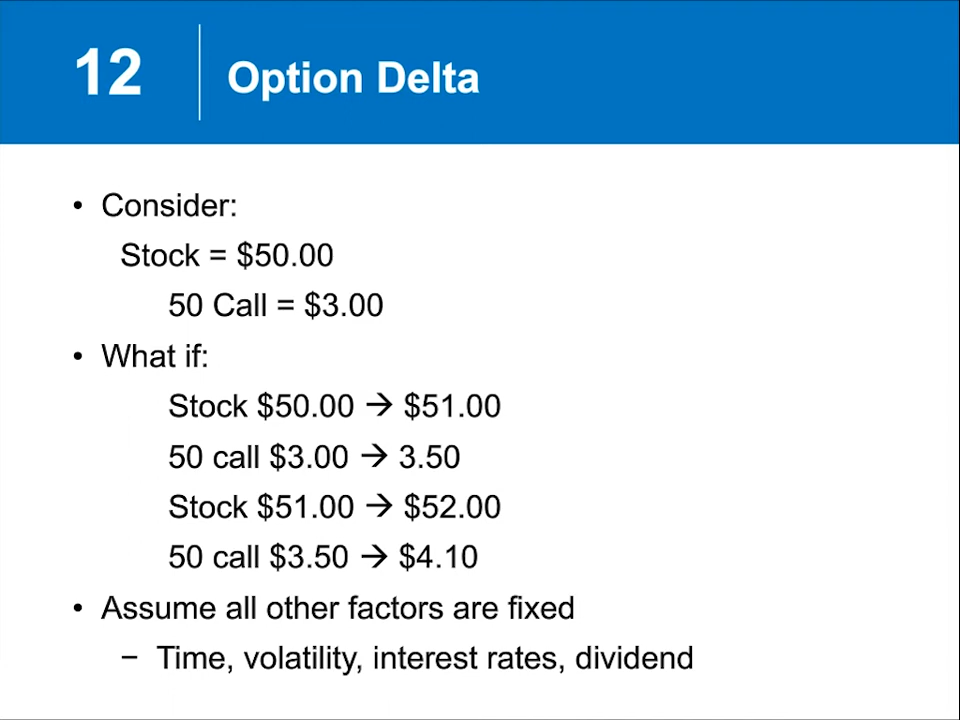 12
Option Delta
• Consider:
Stock = $50.00
50 Call = $3.00
• What if:
Stock $50.00 → $51.00
50 call $3.00 → 3.50
Stock $51.00 → $52.00
50 call $3.50 → $4.10
• Assume all other factors are fixed
− Time, volatility, interest rates, dividend